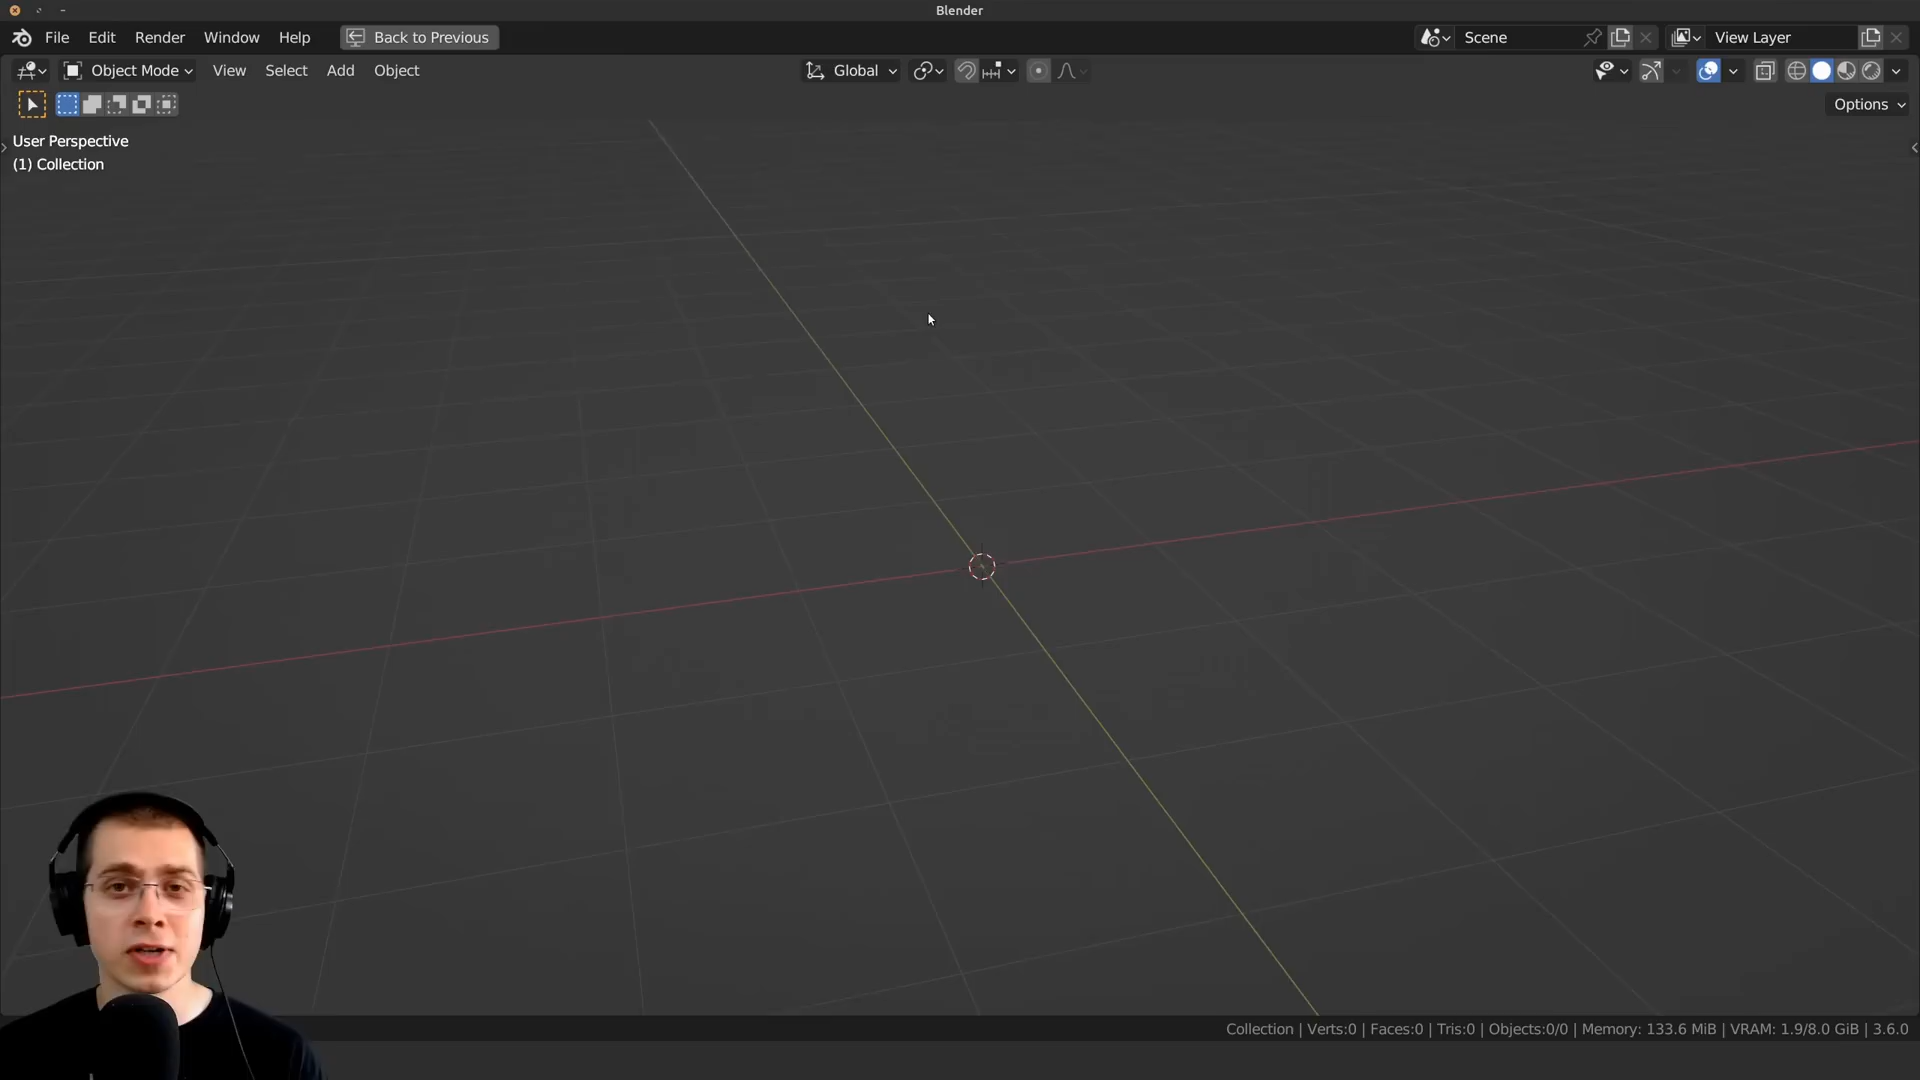 Blender
File Edit Render Window Help Back to Previous Scene View Layer
Object Mode View Select Add Object Global
Options
User Perspective
(1) Collection
Collection | Verts:0 | Faces:0 | Tris:0 | Objects:0/0 | Memory: 133.6 MiB | VRAM: 1.9/8.0 GiB | 3.6.0